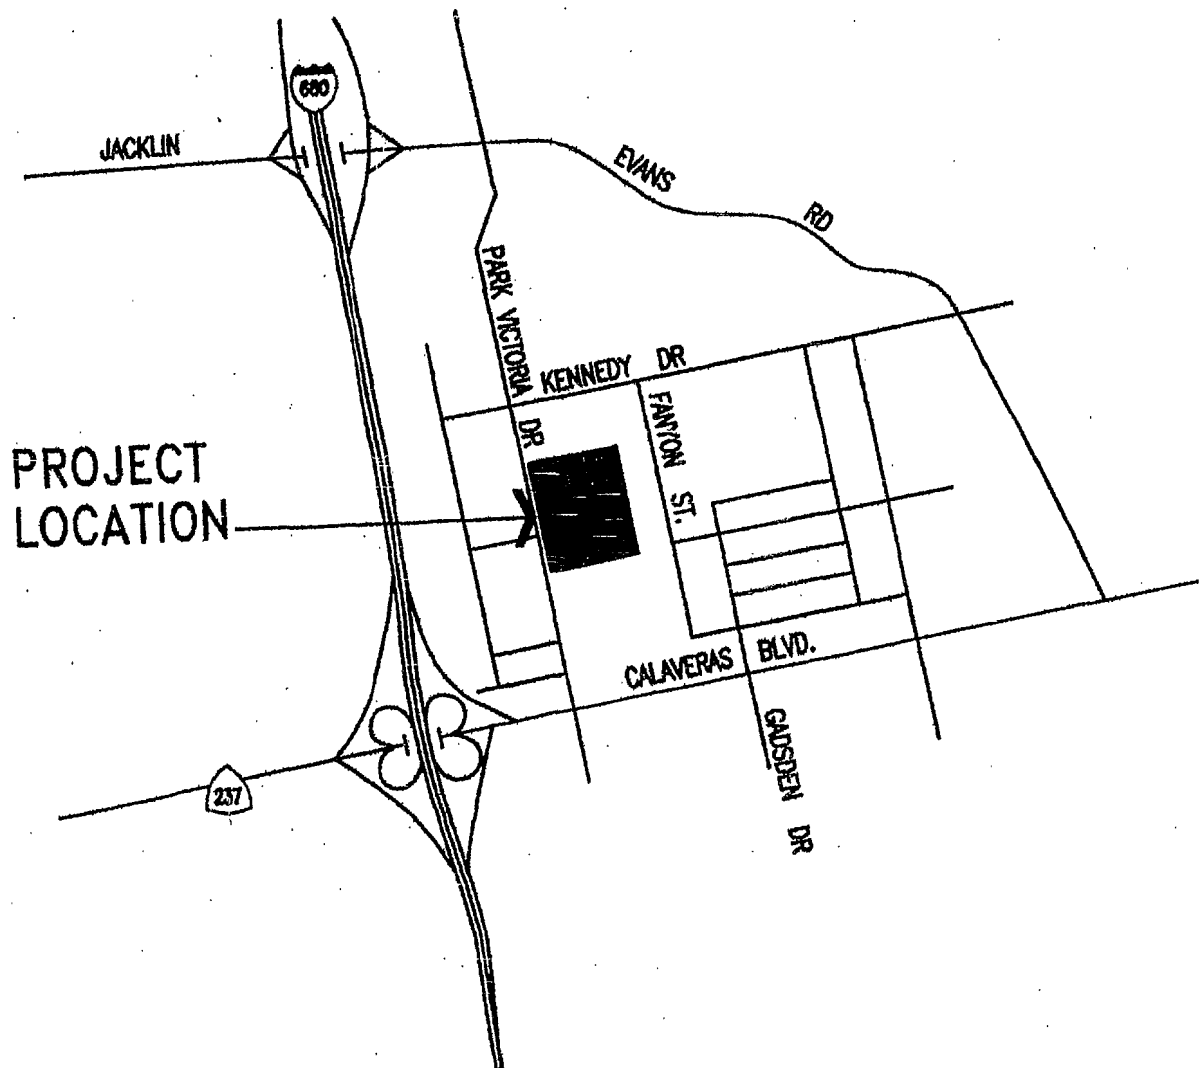 680
JACKLIN
EVANS
RD
PARK VICTORIA
DR
KENNEDY DR
FANYON ST.
PROJECT
LOCATION
CALAVERAS BLVD.
GADSDEN DR
237